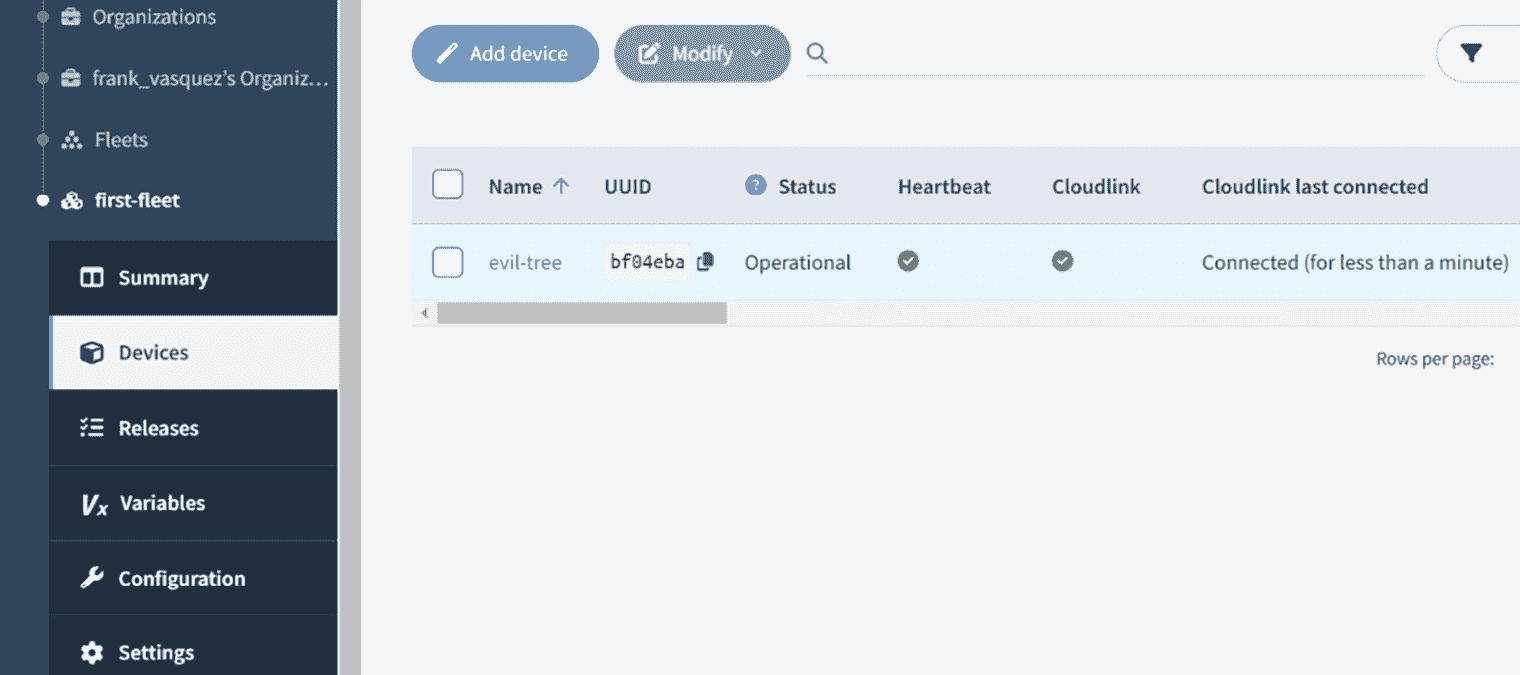 Organizations
frank_vasquez's Organiz...
Fleets
first-fleet
Summary
Devices
Releases
Vx Variables
Configuration
Settings
Add device Modify
Name UUID ? Status Heartbeat Cloudlink Cloudlink last connected
evil-tree bf04eba Operational Connected (for less than a minute)
Rows per page: